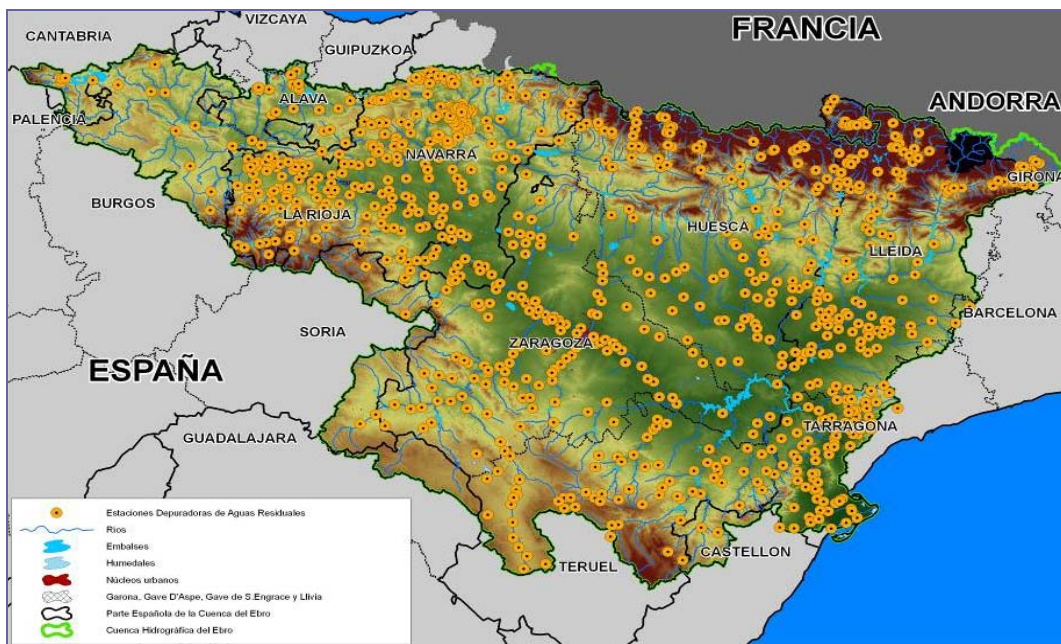 VIZCAYA
CANTABRIA
GUIPUZKOA
FRANCIA
ALAVA
ANDORRA
PALENCIA
NAVARRA
GIRONA
BURGOS
LA RIOJA
HUESCA
LLEIDA
BARCELONA
SORIA
ZARAGOZA
ESPAÑA
TARRAGONA
GUADALAJARA
CASTELLON
TERUEL
Estaciones Depuradoras de Aguas Residuales
Rios
Embalses
Humedales
Núcleos urbanos
Garona, Gave D'Aspe, Gave de S.Engrace y Llivia
Parte Española de la Cuenca del Ebro
Cuenca Hidrográfica del Ebro